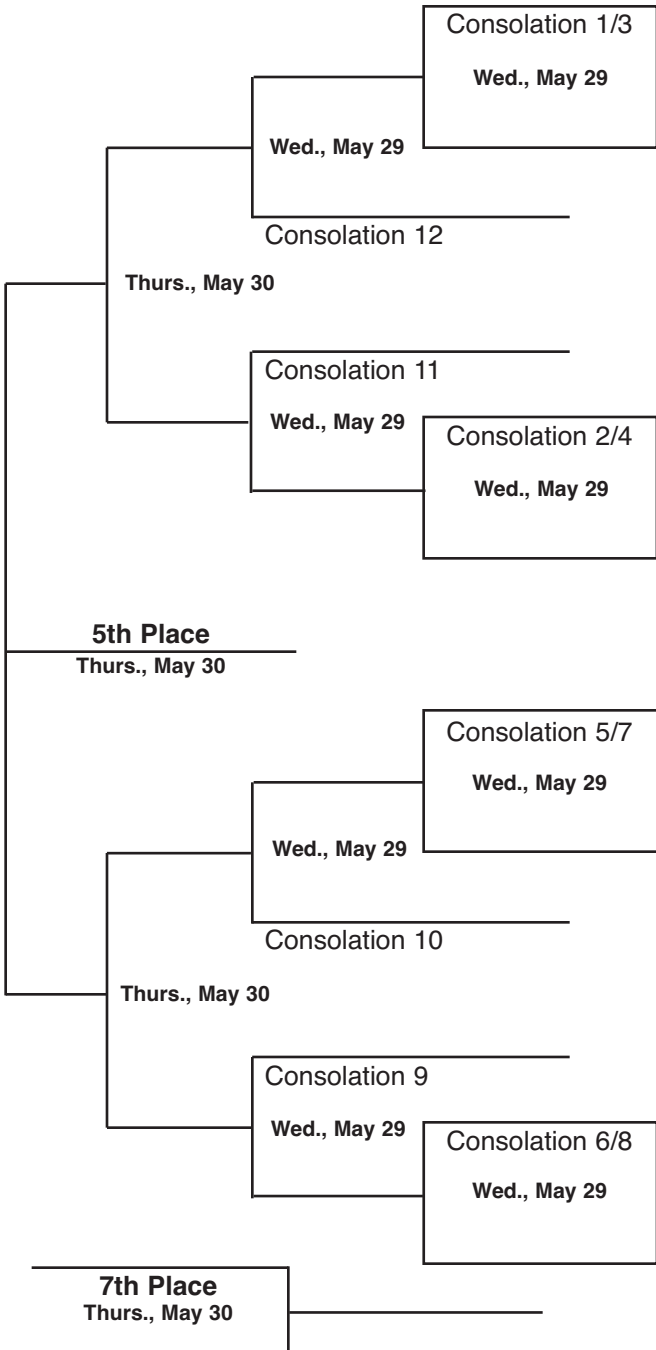 Consolation 1/3
Wed., May 29
Wed., May 29
Consolation 12
Thurs., May 30
Consolation 11
Wed., May 29
Consolation 2/4
Wed., May 29
5th Place
Thurs., May 30
Consolation 5/7
Wed., May 29
Wed., May 29
Consolation 10
Thurs., May 30
Consolation 9
Wed., May 29
Consolation 6/8
Wed., May 29
7th Place
Thurs., May 30